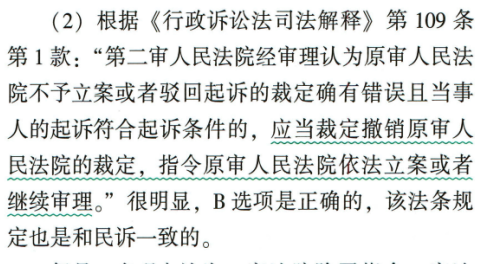 （2）根据《行政诉讼法司法解释》第 109 条
第 1 款：“第二审人民法院经审理认为原审人民法
院不予立案或者驳回起诉的裁定确有错误且当事
人的起诉符合起诉条件的，应当裁定撤销原审人
民法院的裁定，指令原审人民法院依法立案或者
继续审理。”很明显，B 选项是正确的，该法条规
定也是和民诉一致的。